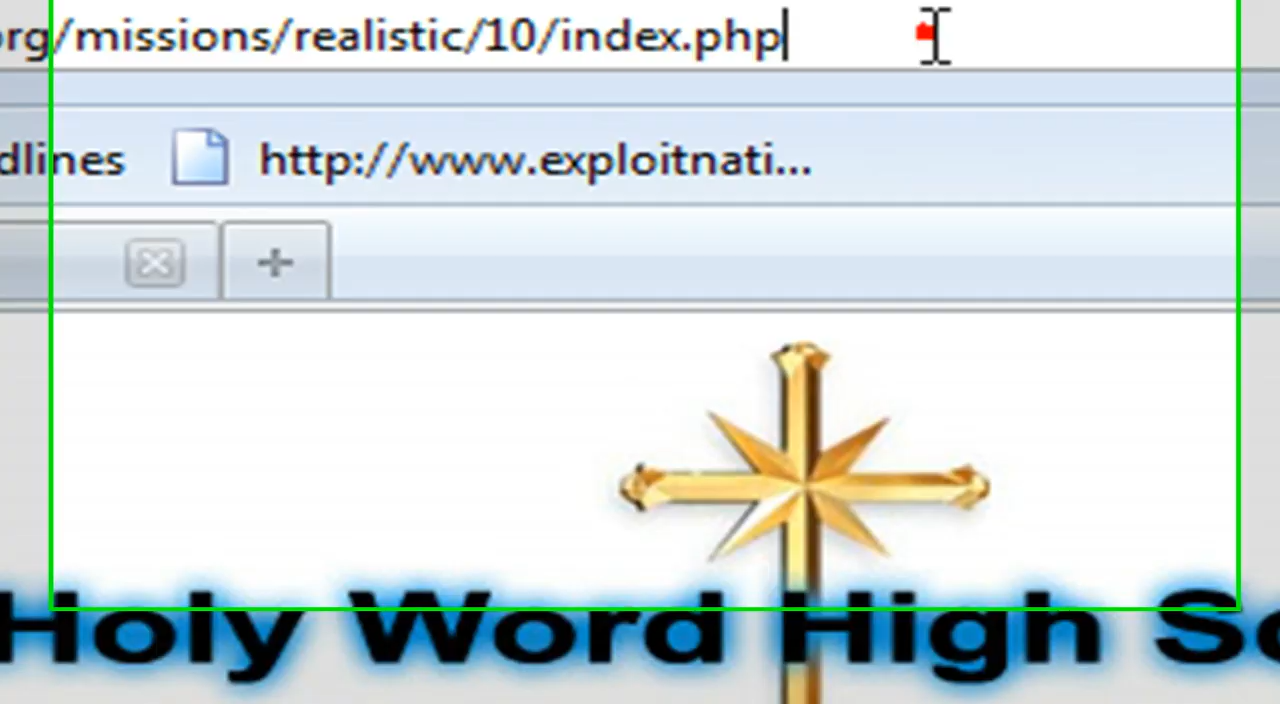 org/missions/realistic/10/index.php
dlines http://www.exploitnati...
Holy Word High Sc